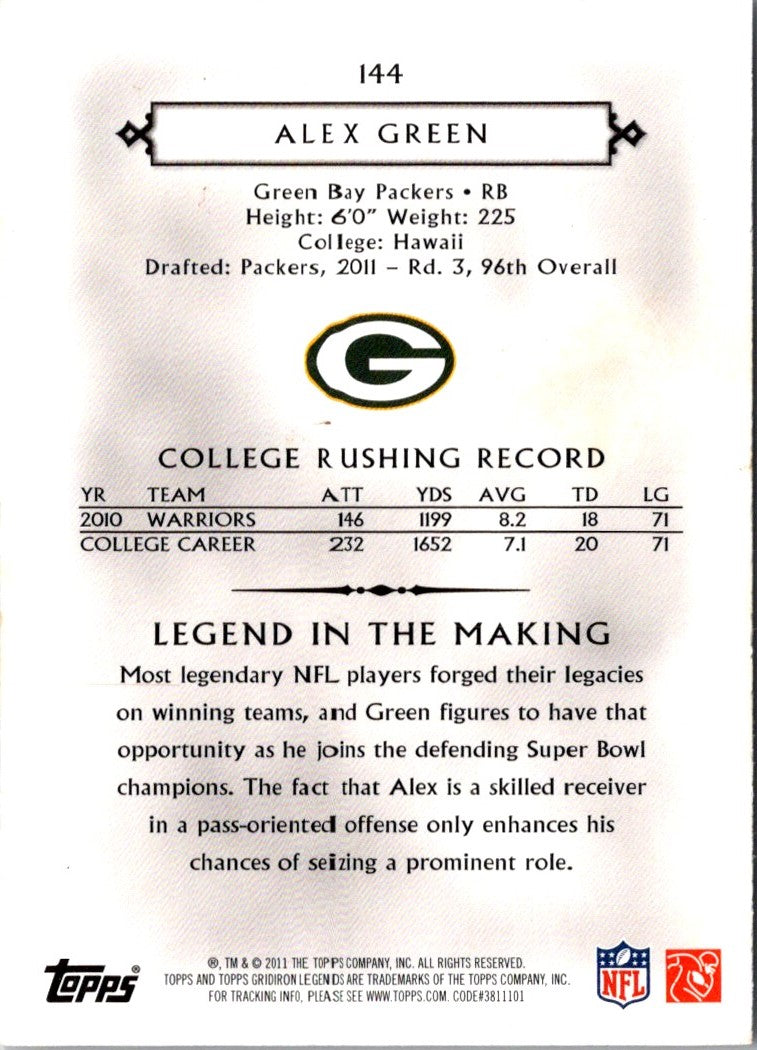 144
ALEX GREEN
Green Bay Packers • RB
Height: 6'0" Weight: 225
College: Hawaii
Drafted: Packers, 2011 – Rd. 3, 96th Overall
G
COLLEGE RUSHING RECORD
YR TEAM ATT YDS AVG TD LG
2010 WARRIORS 146 1199 8.2 18 71
COLLEGE CAREER 232 1652 7.1 20 71
LEGEND IN THE MAKING
Most legendary NFL players forged their legacies
on winning teams, and Green figures to have that
opportunity as he joins the defending Super Bowl
champions. The fact that Alex is a skilled receiver
in a pass-oriented offense only enhances his
chances of seizing a prominent role.
Topps®
®, TM & © 2011 THE TOPPS COMPANY, INC. ALL RIGHTS RESERVED.
TOPPS AND TOPPS GRIDIRON LEGENDS ARE TRADEMARKS OF THE TOPPS COMPANY, INC.
FOR TRACKING INFO, PLEASE SEE WWW.TOPPS.COM. CODE#3811101
NFL